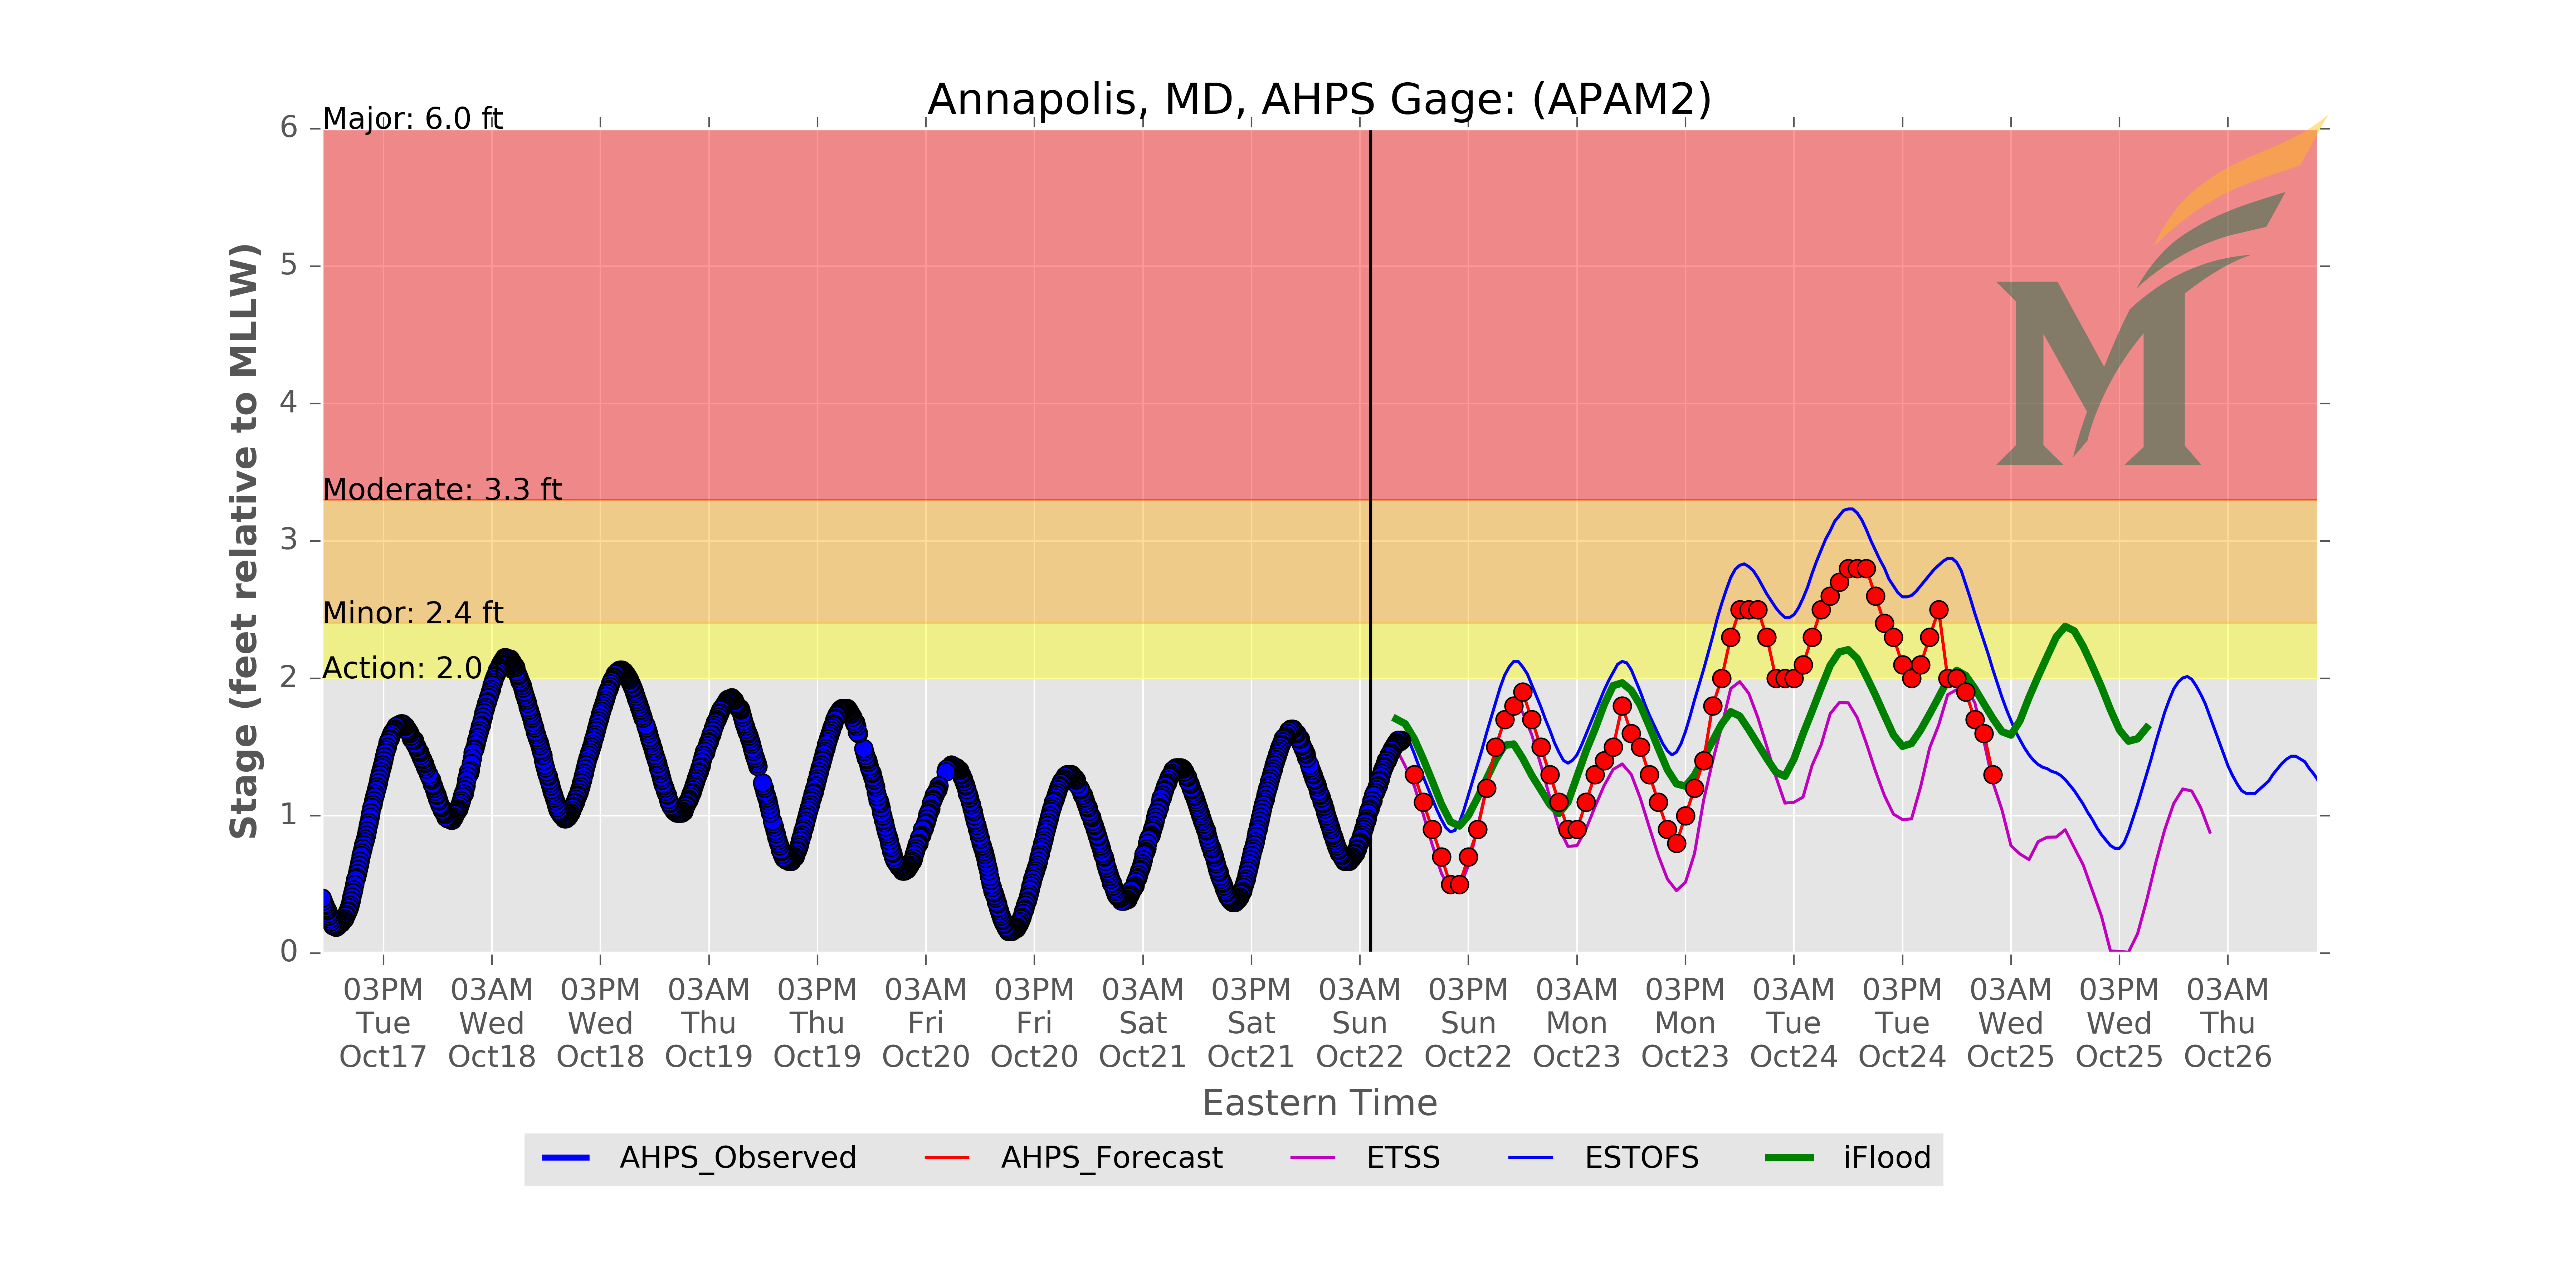 Annapolis, MD, AHPS Gage: (APAM2)
Major: 6.0 ft
Moderate: 3.3 ft
Minor: 2.4 ft
Action: 2.0
Stage (feet relative to MLLW)
6
5
4
3
2
1
0
03PM 03AM 03PM 03AM 03PM 03AM 03PM 03AM 03PM 03AM 03PM 03AM 03PM 03AM 03PM 03AM 03PM 03AM
Tue Wed Wed Thu Thu Fri Fri Sat Sat Sun Sun Mon Mon Tue Tue Wed Wed Thu
Oct17 Oct18 Oct18 Oct19 Oct19 Oct20 Oct20 Oct21 Oct21 Oct22 Oct22 Oct23 Oct23 Oct24 Oct24 Oct25 Oct25 Oct26
Eastern Time
AHPS_Observed AHPS_Forecast ETSS ESTOFS iFlood